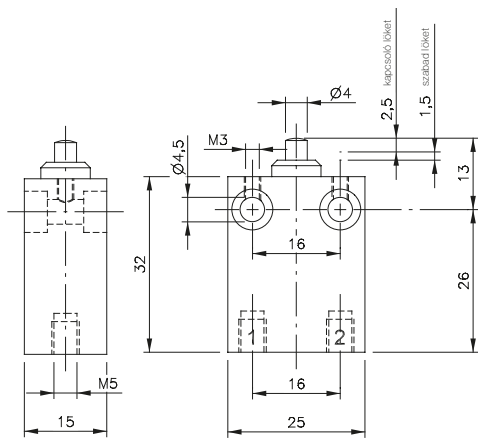 kapcsoló löket
szabad löket
2,5
1,5
Ø4
M3
Ø4,5
13
16
32
26
1
2
M5
16
15
25